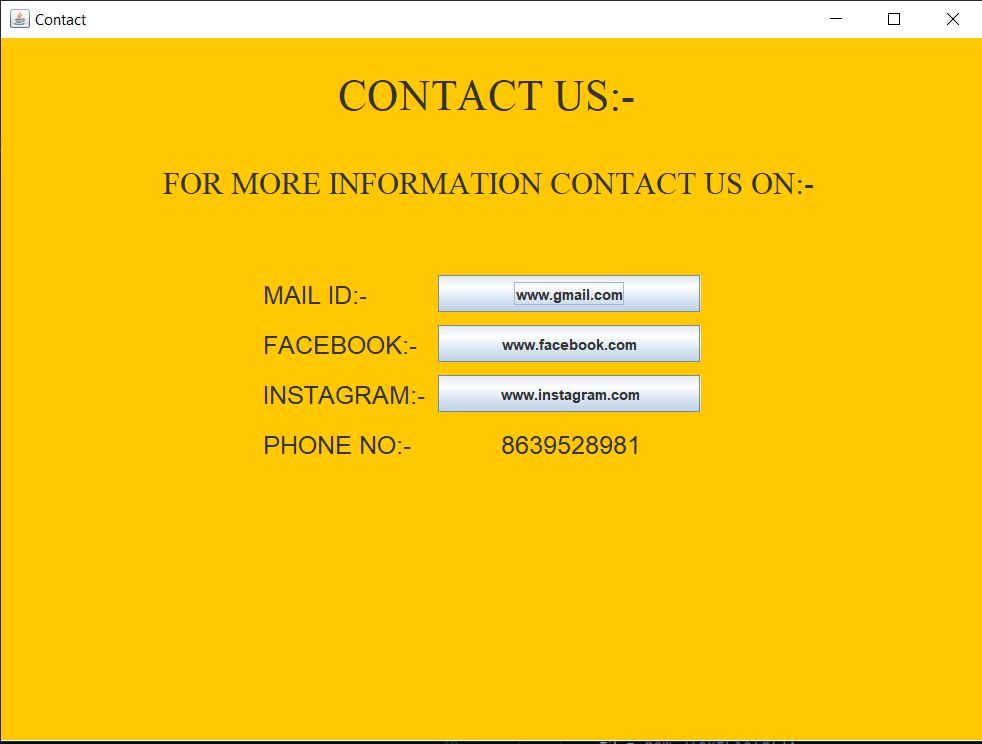 Contact
CONTACT US:-
FOR MORE INFORMATION CONTACT US ON:-
MAIL ID:- www.gmail.com
FACEBOOK:- www.facebook.com
INSTAGRAM:- www.instagram.com
PHONE NO:- 8639528981